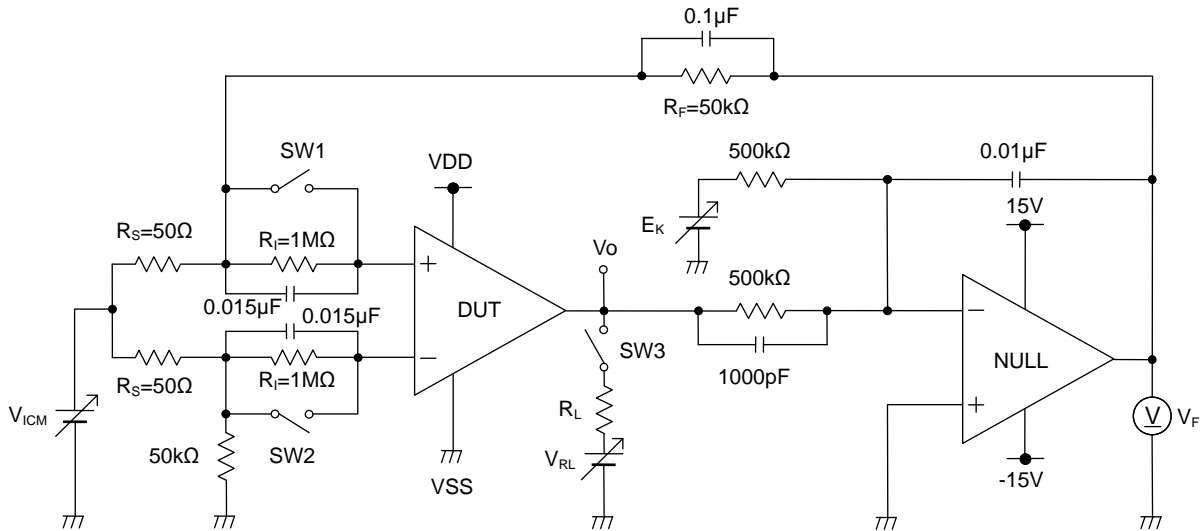 0.1µF
R_F=50kΩ
SW1
VDD
500kΩ
0.01µF
E_K
15V
R_S=50Ω
R_I=1MΩ
Vo
+
0.015µF
0.015µF
DUT
500kΩ
−
NULL
SW3
1000pF
−
R_S=50Ω
R_I=1MΩ
+
V_ICM
R_L
V
V_F
50kΩ
SW2
V_RL
VSS
-15V